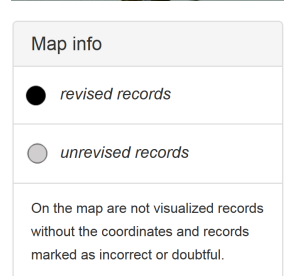 Map info
revised records
unrevised records
On the map are not visualized records
without the coordinates and records
marked as incorrect or doubtful.